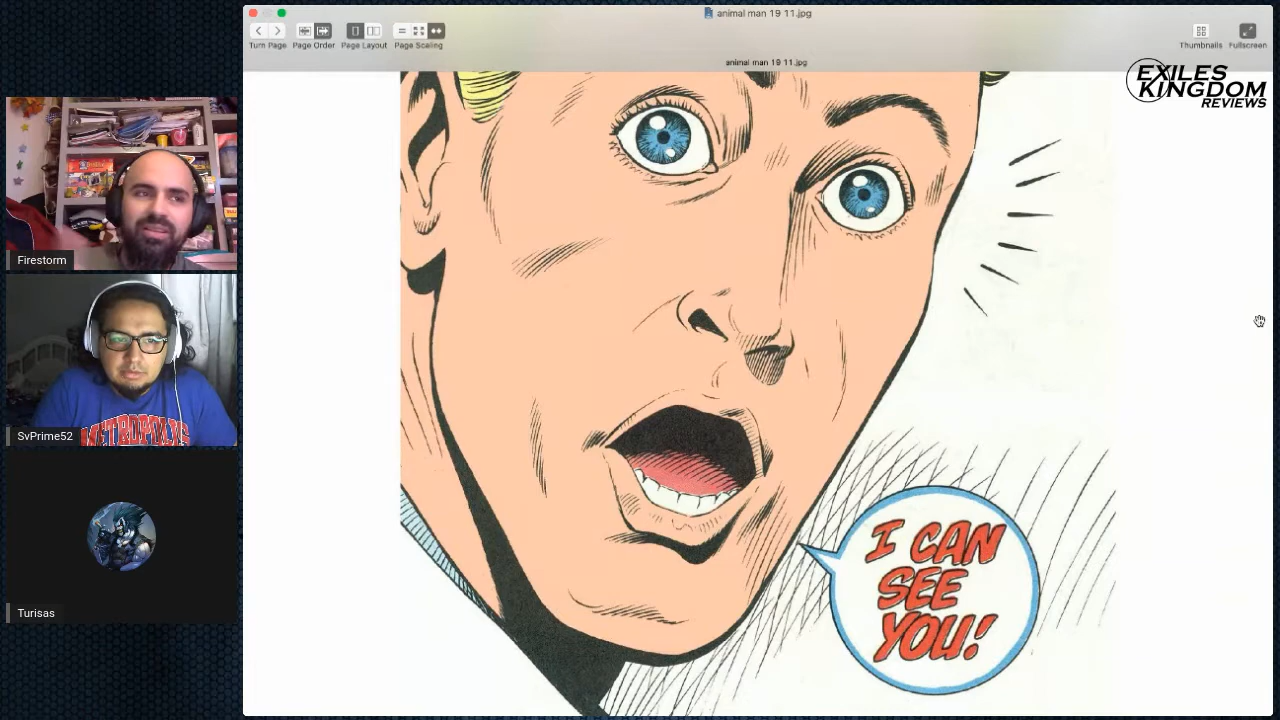 animal man 19 11.jpg
Turn Page
Page Order
Page Layout
Page Scaling
Thumbnails
Fullscreen
animal man 19 11.jpg
EXILES
KINGDOM
REVIEWS
Firestorm
METROPOLIS
SvPrime52
Turisas
I CAN
SEE
YOU!